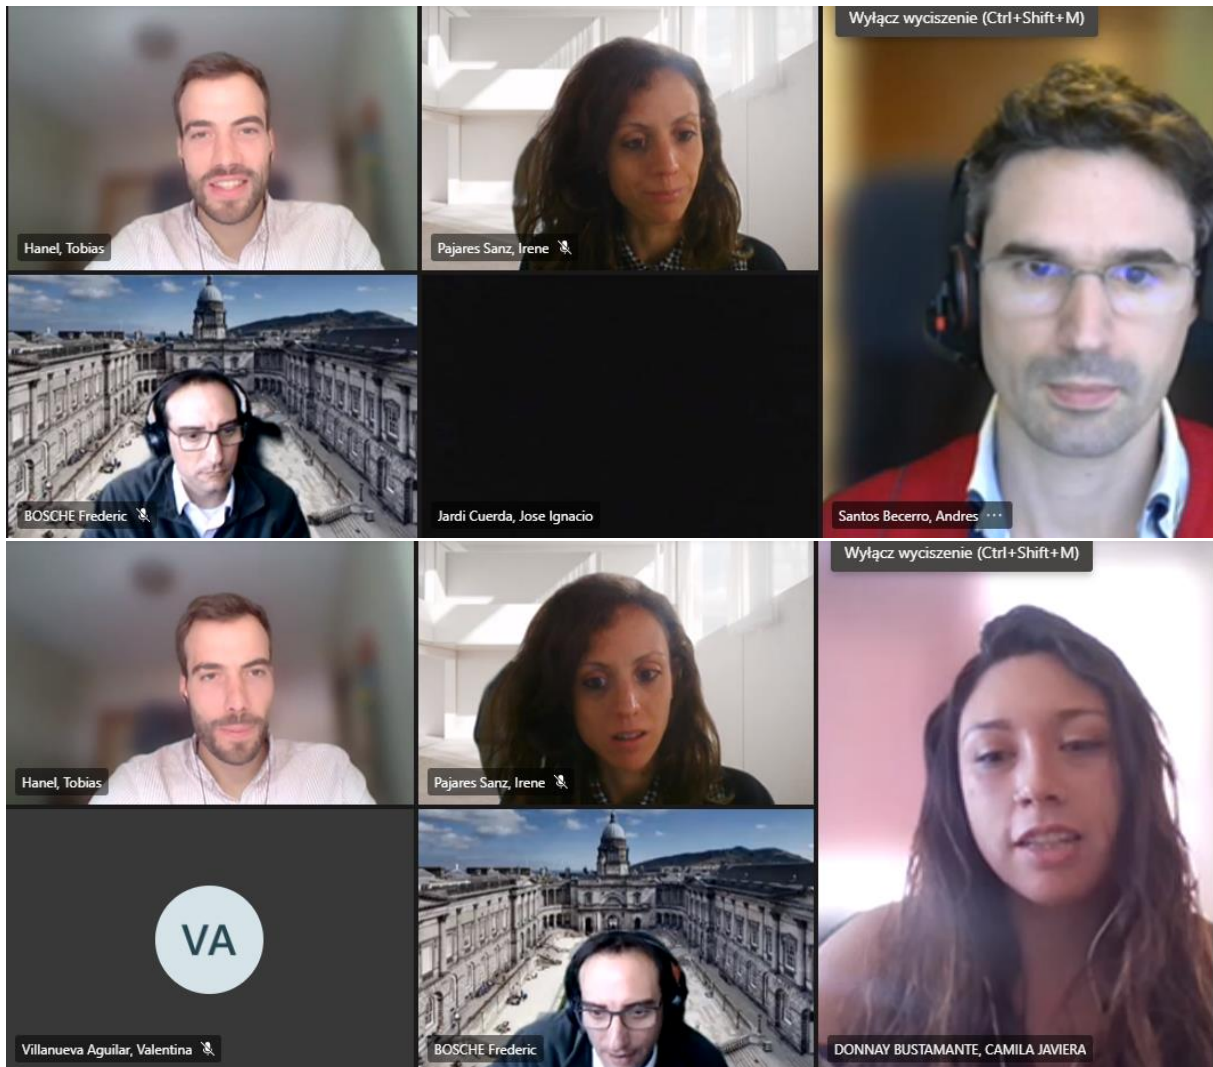 Wyłącz wyciszenie (Ctrl+Shift+M)
Hanel, Tobias
Pajares Sanz, Irene
BOSCHE Frederic
Jardi Cuerda, Jose Ignacio
Santos Becerro, Andres ···
Wyłącz wyciszenie (Ctrl+Shift+M)
Hanel, Tobias
Pajares Sanz, Irene
VA
Villanueva Aguilar, Valentina
BOSCHE Frederic
DONNAY BUSTAMANTE, CAMILA JAVIERA